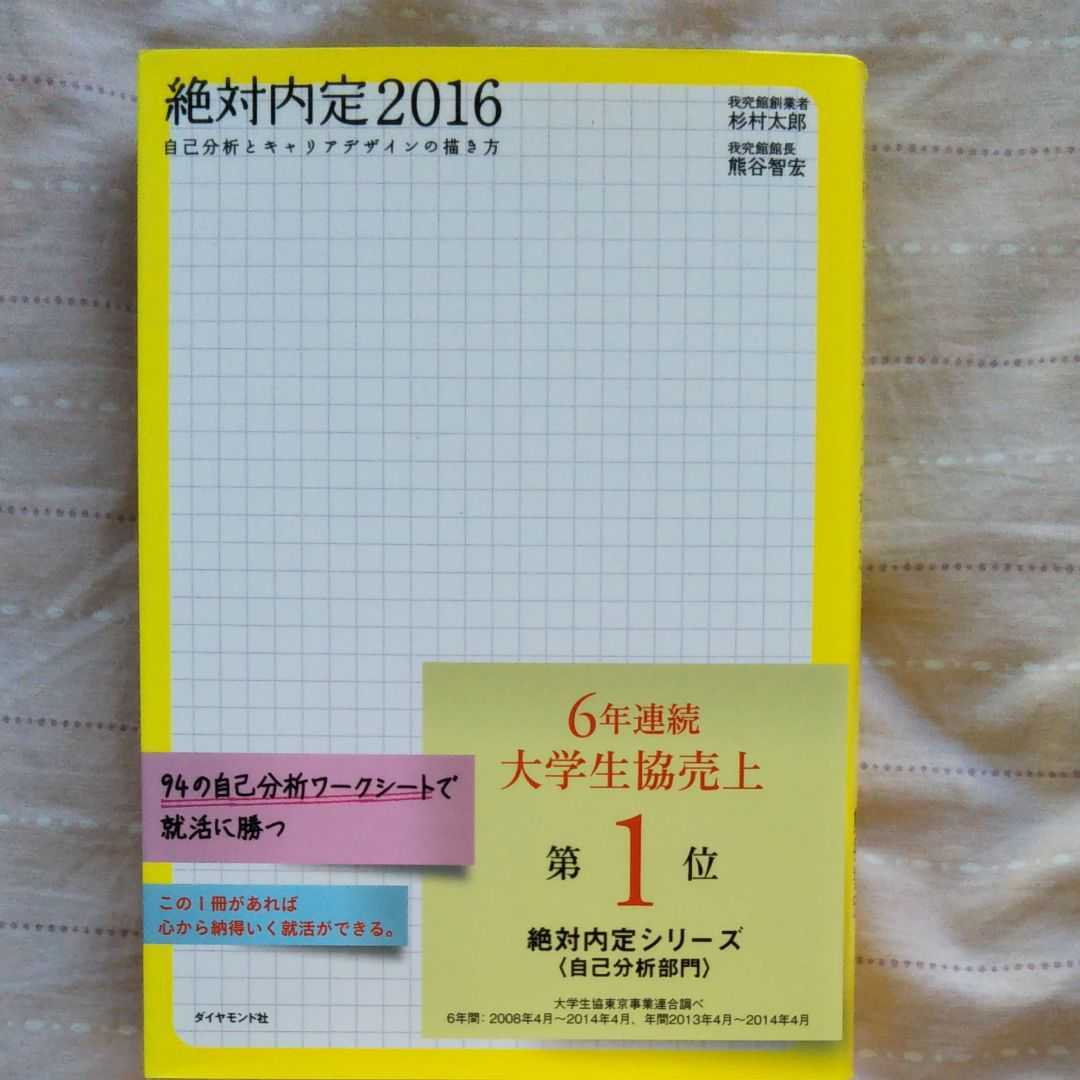 絶対内定2016
自己分析とキャリアデザインの描き方
我究館創業者
杉村太郎
我究館館長
熊谷智宏
94の自己分析ワークシートで
就活に勝つ
この1冊があれば
心から納得いく就活ができる。
6年連続
大学生協売上
第1位
絶対内定シリーズ
〈自己分析部門〉
大学生協東京事業連合調べ
6年間：2008年4月～2014年4月、年間2013年4月～2014年4月
ダイヤモンド社